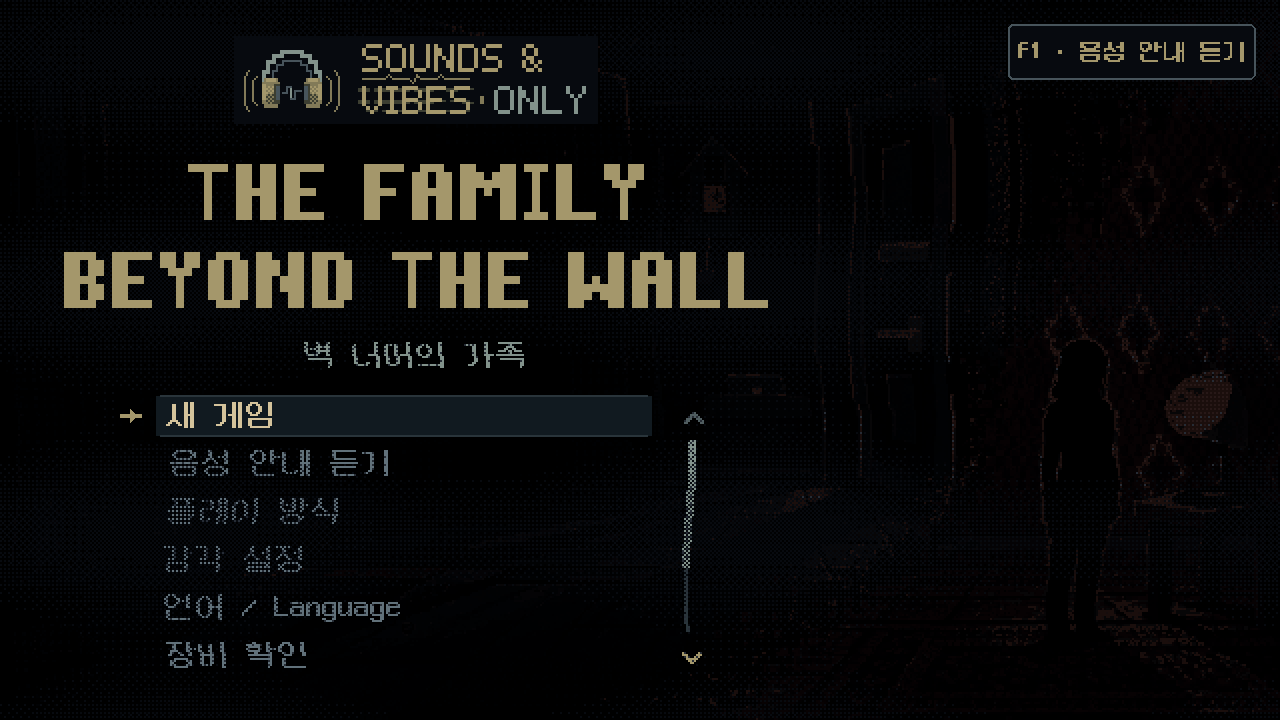 SOUNDS &
VIBES·ONLY
F1 · 음성 안내 듣기
THE FAMILY
BEYOND THE WALL
벽 너머의 가족
새 게임
음성 안내 듣기
플레이 방식
감각 설정
언어 / Language
장비 확인